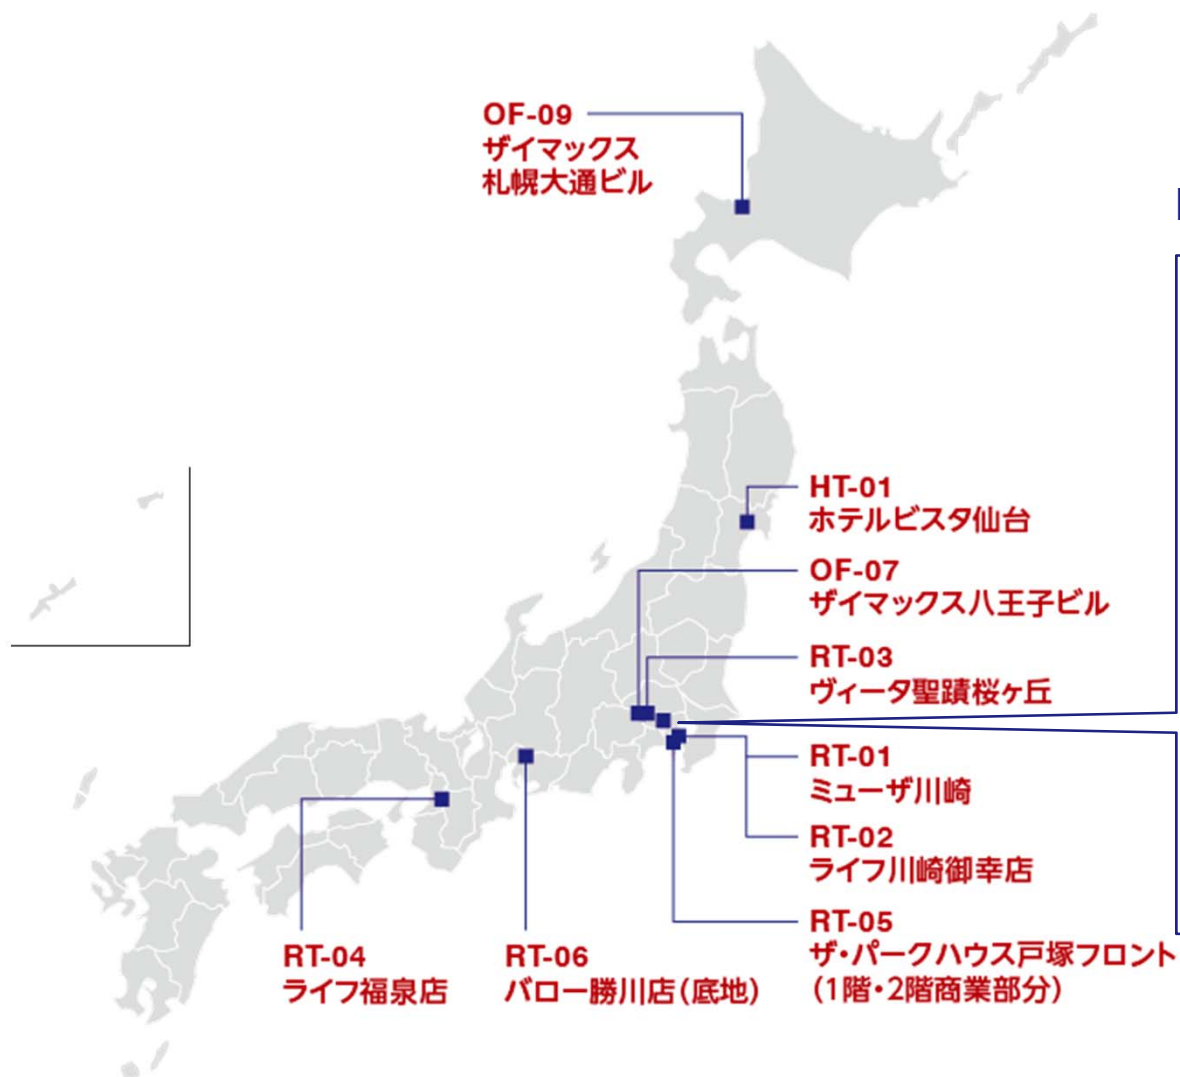 OF-09
ザイマックス
札幌大通ビル
HT-01
ホテルビスタ仙台
OF-07
ザイマックス八王子ビル
RT-03
ヴィータ聖蹟桜ヶ丘
RT-01
ミューザ川崎
RT-02
ライフ川崎御幸店
RT-05
ザ・パークハウス戸塚フロント
(1階・2階商業部分)
RT-04
ライフ福泉店
RT-06
バロー勝川店(底地)